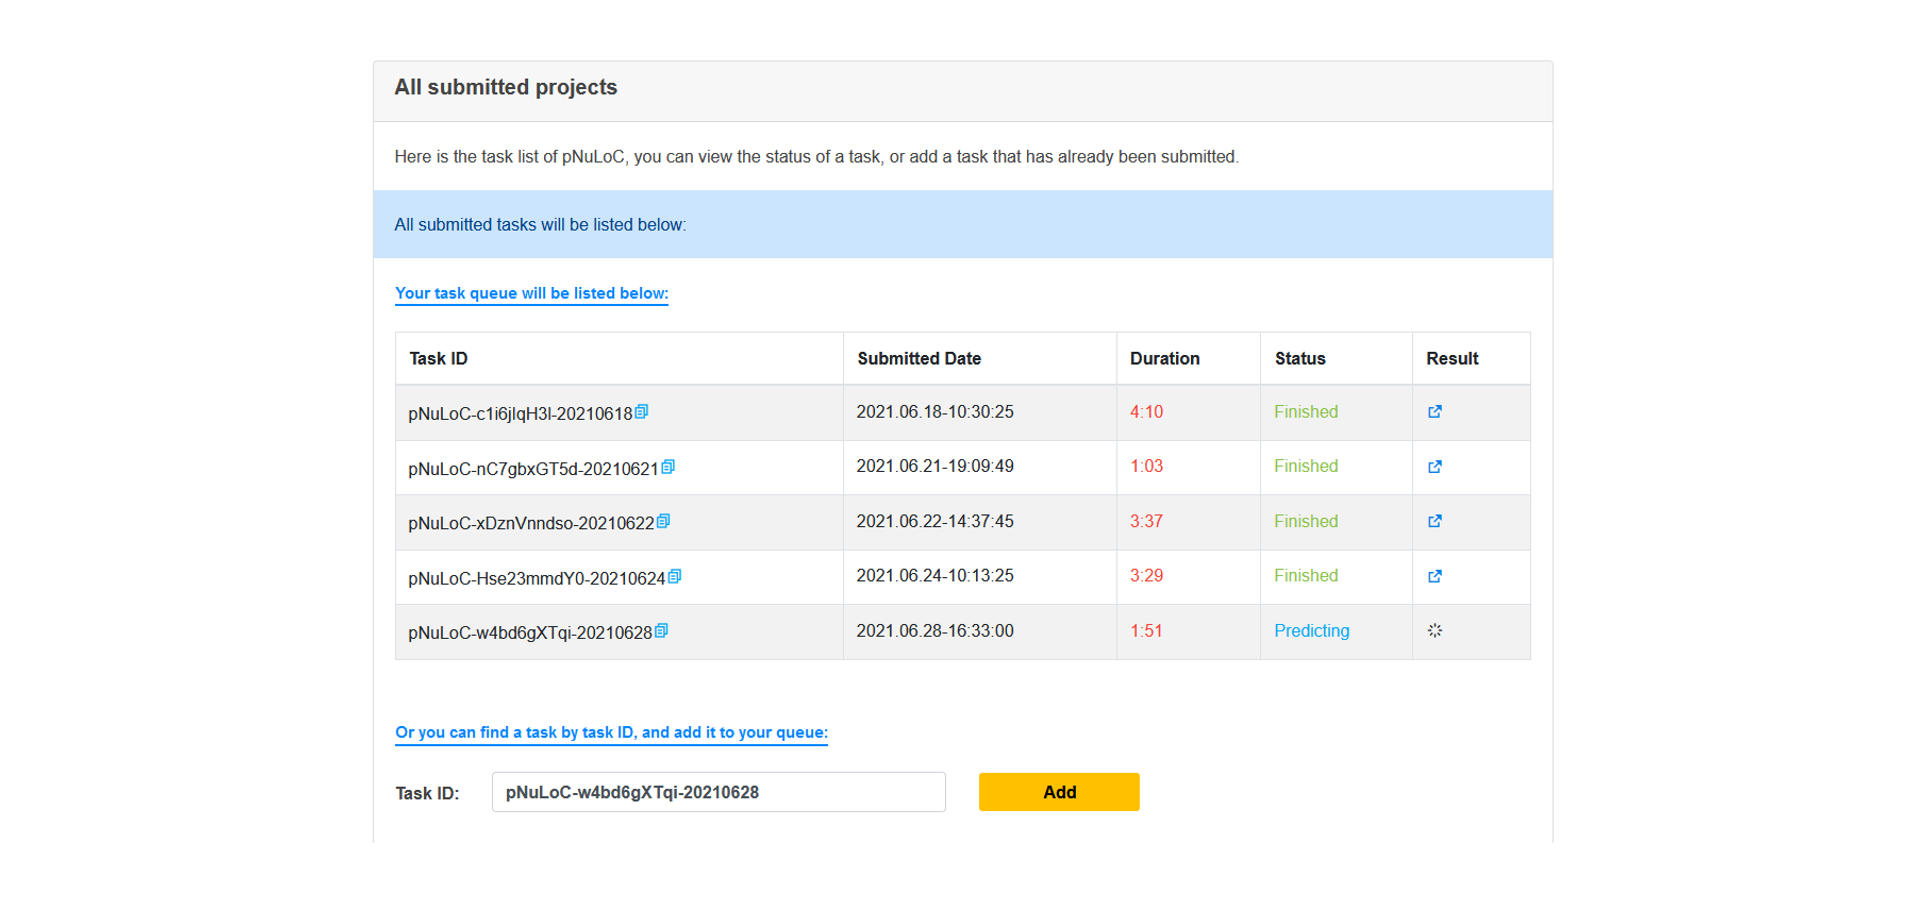 All submitted projects
Here is the task list of pNuLoC, you can view the status of a task, or add a task that has already been submitted.
All submitted tasks will be listed below:
Your task queue will be listed below:
Task ID Submitted Date Duration Status Result
pNuLoC-c1i6jIqH3I-20210618 2021.06.18-10:30:25 4:10 Finished
pNuLoC-nC7gbxGT5d-20210621 2021.06.21-19:09:49 1:03 Finished
pNuLoC-xDznVnndso-20210622 2021.06.22-14:37:45 3:37 Finished
pNuLoC-Hse23mmdY0-20210624 2021.06.24-10:13:25 3:29 Finished
pNuLoC-w4bd6gXTqi-20210628 2021.06.28-16:33:00 1:51 Predicting
Or you can find a task by task ID, and add it to your queue:
Task ID: pNuLoC-w4bd6gXTqi-20210628 Add